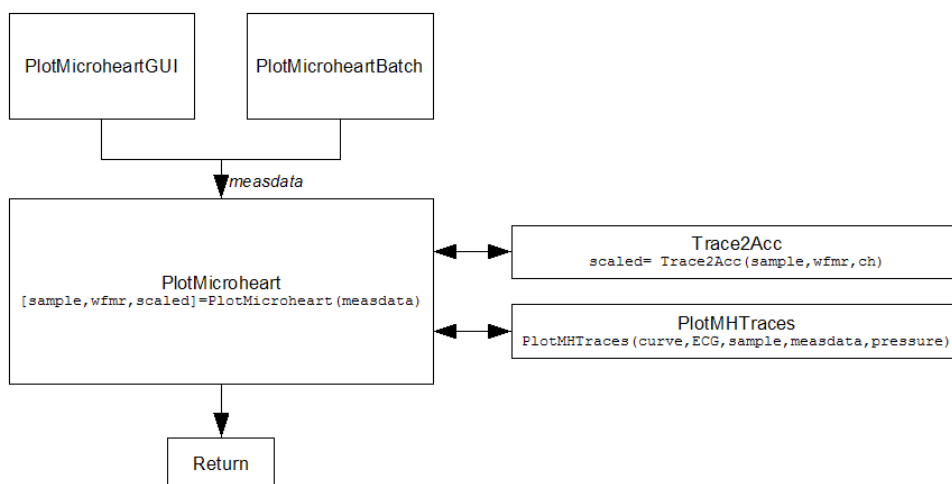 PlotMicroheartGUI
PlotMicroheartBatch
measdata
PlotMicroheart
[sample,wfmr,scaled]=PlotMicroheart(measdata)
Trace2Acc
scaled= Trace2Acc(sample,wfmr,ch)
PlotMHTraces
PlotMHTraces(curve,ECG,sample,measdata,pressure)
Return